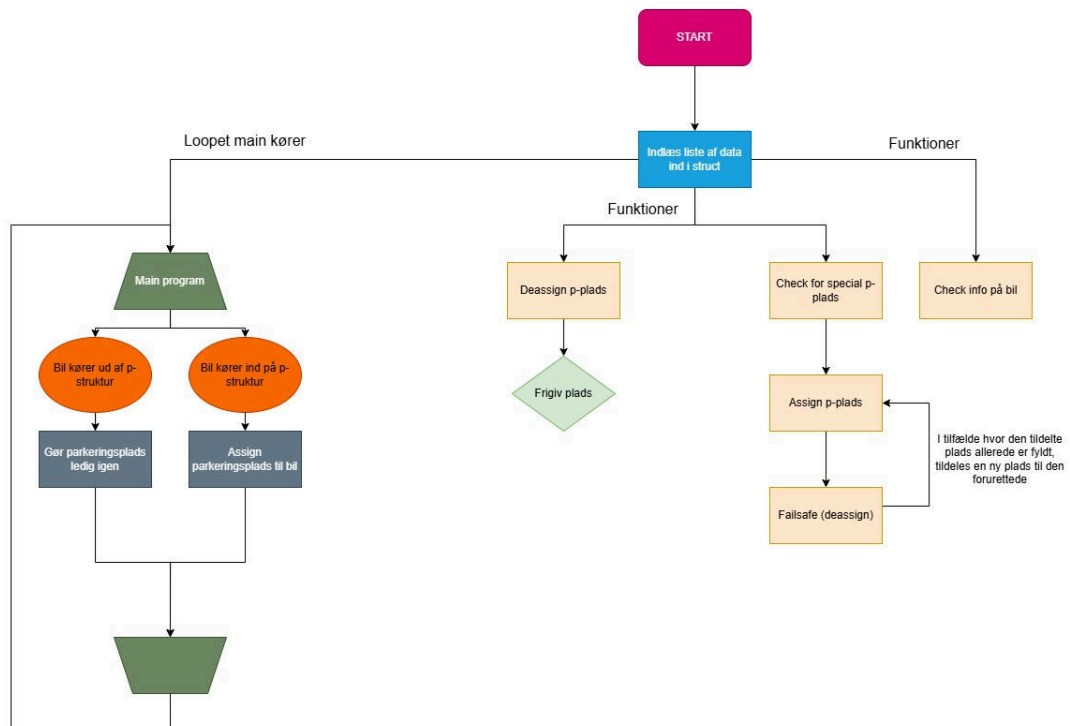 START
Loopet main kører
Indlæs liste af data
ind i struct
Funktioner
Funktioner
Main program
Deassign p-plads
Check for special p-
plads
Check info på bil
Bil kører ud af p-
struktur
Bil kører ind på p-
struktur
Frigiv plads
Assign p-plads
Gør parkeringsplads
ledig igen
Assign
parkeringsplads til bil
I tilfælde hvor den tildelte
plads allerede er fyldt,
tildeles en ny plads til den
forurettede
Failsafe (deassign)